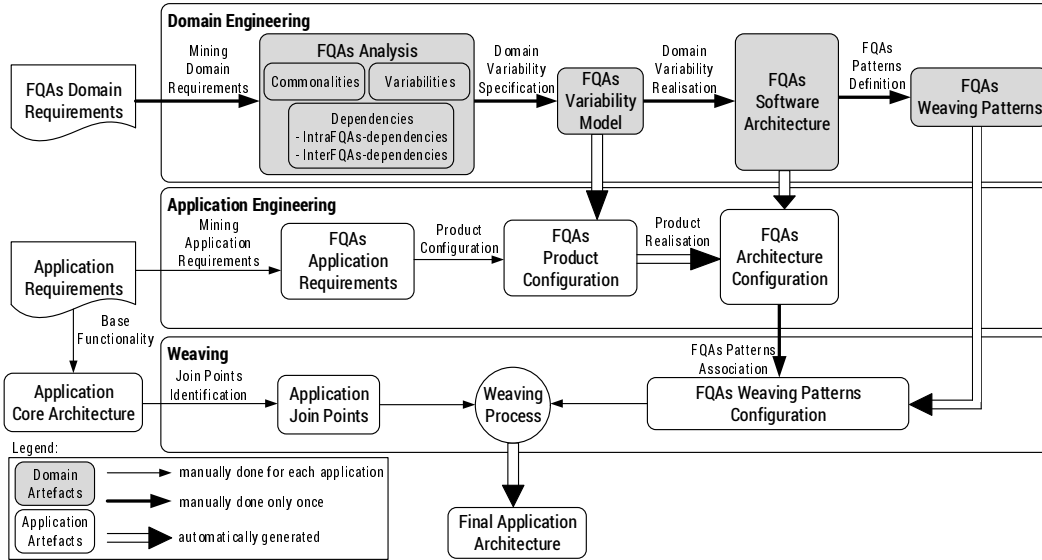 Domain Engineering
FQAs Domain
Requirements
Mining
Domain
Requirements
FQAs Analysis
Commonalities
Variabilities
Dependencies
- IntraFQAs-dependencies
- InterFQAs-dependencies
Domain
Variability
Specification
FQAs
Variability
Model
Domain
Variability
Realisation
FQAs
Software
Architecture
FQAs
Patterns
Definition
FQAs
Weaving Patterns
Application Engineering
Application
Requirements
Mining
Application
Requirements
FQAs
Application
Requirements
Product
Configuration
FQAs
Product
Configuration
Product
Realisation
FQAs
Architecture
Configuration
Base
Functionality
FQAs Patterns
Association
Weaving
Application
Core Architecture
Join Points
Identification
Application
Join Points
Weaving
Process
FQAs Weaving Patterns
Configuration
Final Application
Architecture
Legend:
Domain
Artefacts
Application
Artefacts
manually done for each application
manually done only once
automatically generated